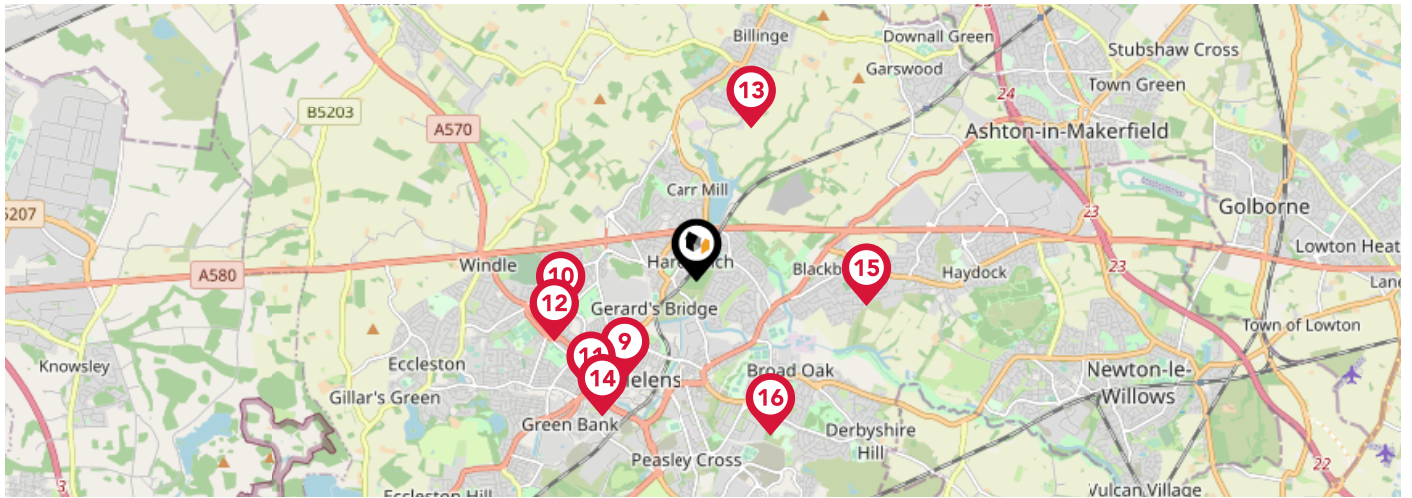 Billinge
Downall Green
23
Stubshaw Cross
Garswood
Town Green
13
24
B5203
A570
Ashton-in-Makerfield
Carr Mill
23
Golborne
Lowton Heat
Windle
A580
10
15
Haydock
23
Lane
12
Gerard's Bridge
Town of Lowton
9
11
Knowsley
Eccleston
14
Broad Oak
Newton-le-
Willows
Gillar's Green
16
Green Bank
Derbyshire
Hill
Peasley Cross
22
3
Eccleston Hill
Vulcan Village